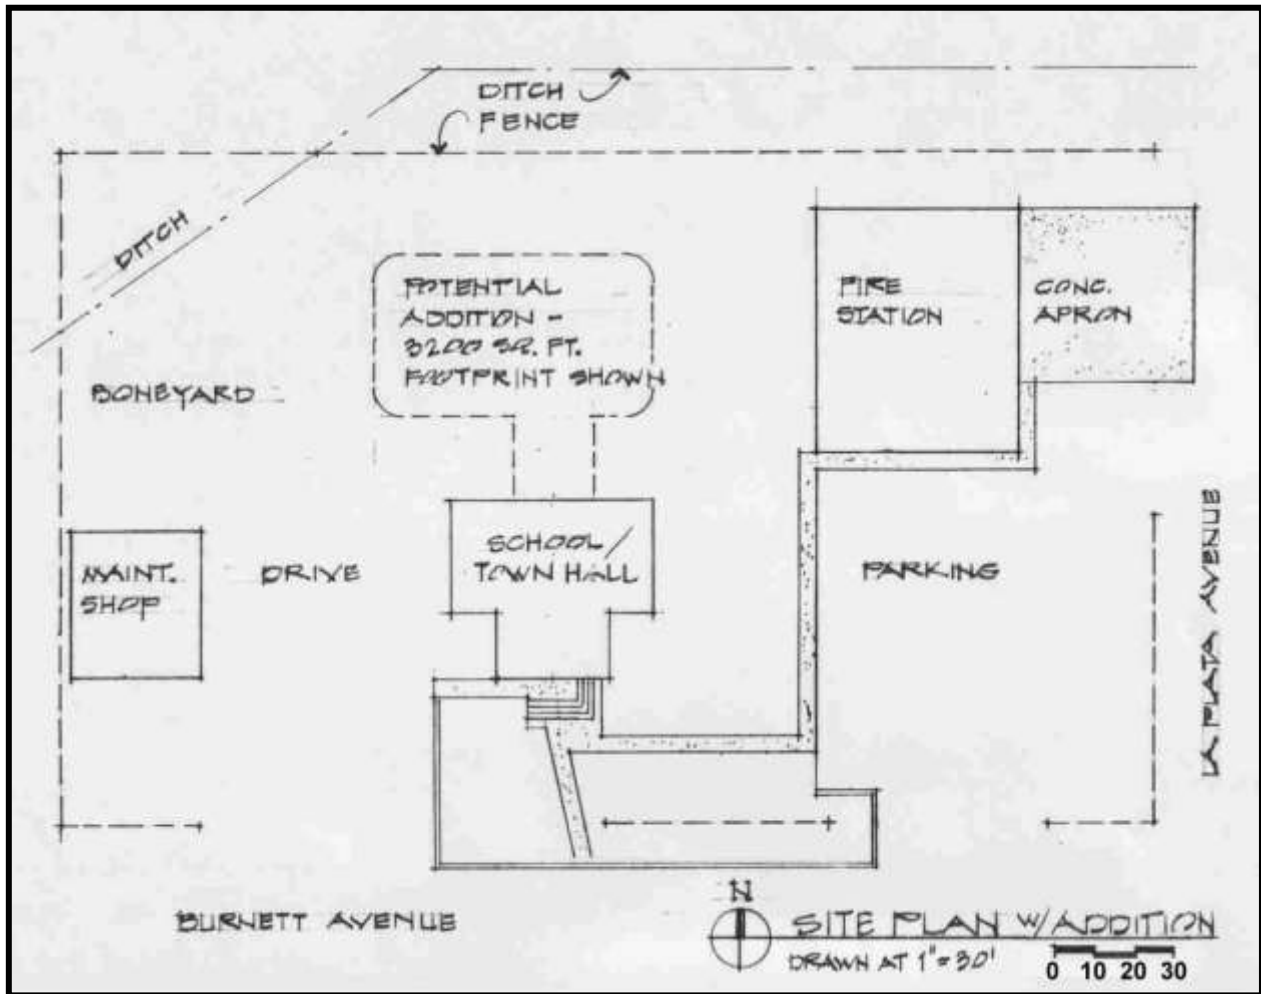 DITCH
FENCE
DITCH
POTENTIAL
ADDITION -
3200 SQ. FT.
FOOTPRINT SHOWN
FIRE
STATION
CONC.
APRON
BONEYARD
MAINT.
SHOP
DRIVE
SCHOOL /
TOWN HALL
PARKING
LA PLATA AVENUE
BURNETT AVENUE
N
SITE PLAN W/ADDITION
DRAWN AT 1"=30'
0 10 20 30